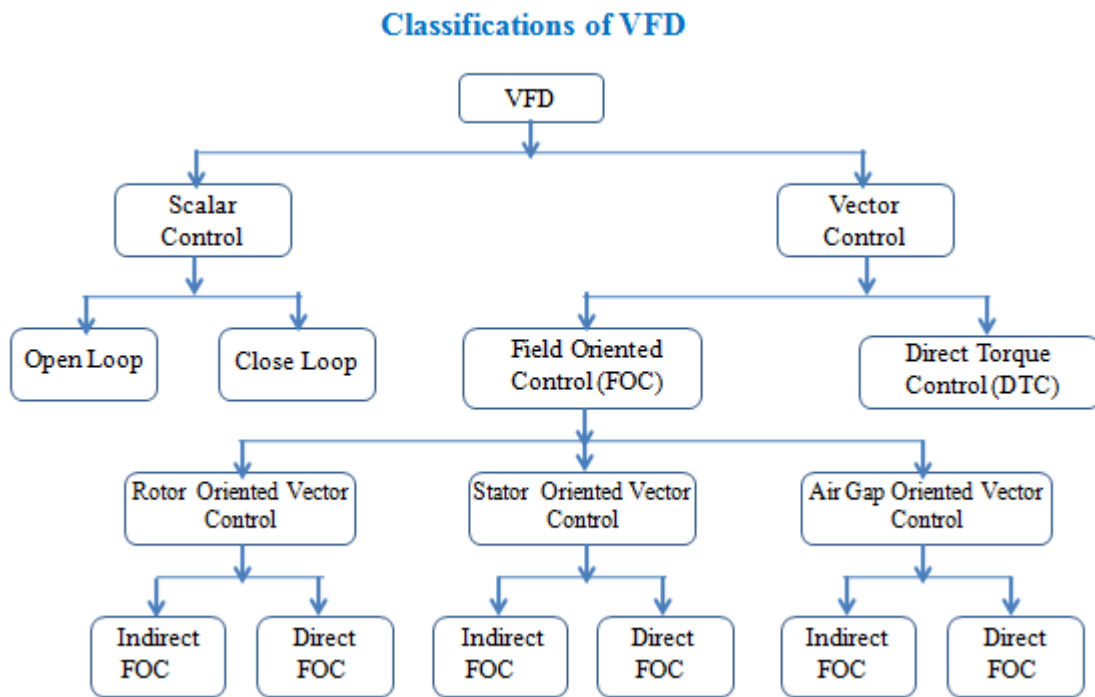 Classifications of VFD
VFD
Scalar
Control
Vector
Control
Open Loop
Close Loop
Field Oriented
Control (FOC)
Direct Torque
Control (DTC)
Rotor Oriented Vector
Control
Stator Oriented Vector
Control
Air Gap Oriented Vector
Control
Indirect
FOC
Direct
FOC
Indirect
FOC
Direct
FOC
Indirect
FOC
Direct
FOC